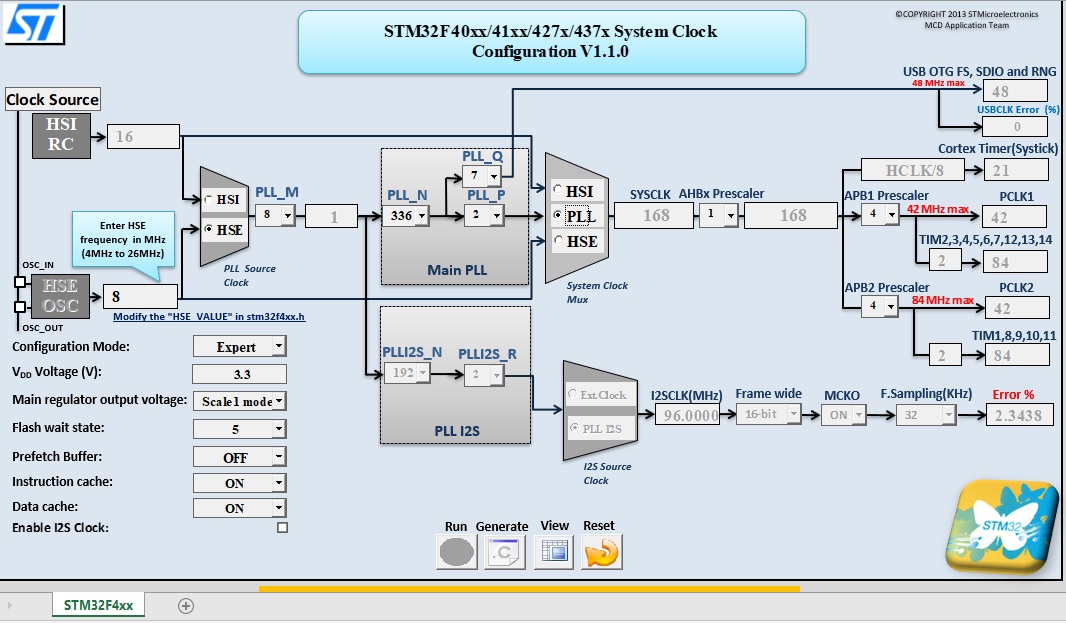 ST
STM32F40xx/41xx/427x/437x System Clock
Configuration V1.1.0
©COPYRIGHT 2013 STMicroelectronics
MCD Application Team
USB OTG FS, SDIO and RNG
48 MHz max
48
USBCLK Error (%)
0
Clock Source
HSI
RC
16
Cortex Timer(Systick)
HCLK/8
21
PLL_M
8
1
HSI
HSE
PLL Source
Clock
PLL_Q
7
PLL_N
336
PLL_P
2
Main PLL
HSI
PLL
HSE
System Clock
Mux
SYSCLK
168
AHBx Prescaler
1
168
APB1 Prescaler
4
42 MHz max
PCLK1
42
TIM2,3,4,5,6,7,12,13,14
2
84
APB2 Prescaler
4
84 MHz max
PCLK2
42
TIM1,8,9,10,11
2
84
Enter HSE
frequency in MHz
(4MHz to 26MHz)
OSC_IN
HSE
OSC
8
OSC_OUT
Modify the "HSE_VALUE" in stm32f4xx.h
PLLI2S_N
192
PLLI2S_R
2
PLL I2S
Ext.Clock
PLL I2S
I2S Source
Clock
I2SCLK(MHz)
96.0000
Frame wide
16-bit
MCKO
ON
F.Sampling(KHz)
32
Error %
2.3438
Configuration Mode:
Expert
VDD Voltage (V):
3.3
Main regulator output voltage:
Scale1 mode
Flash wait state:
5
Prefetch Buffer:
OFF
Instruction cache:
ON
Data cache:
ON
Enable I2S Clock:
Run
Generate
View
Reset
.C
STM32
STM32F4xx